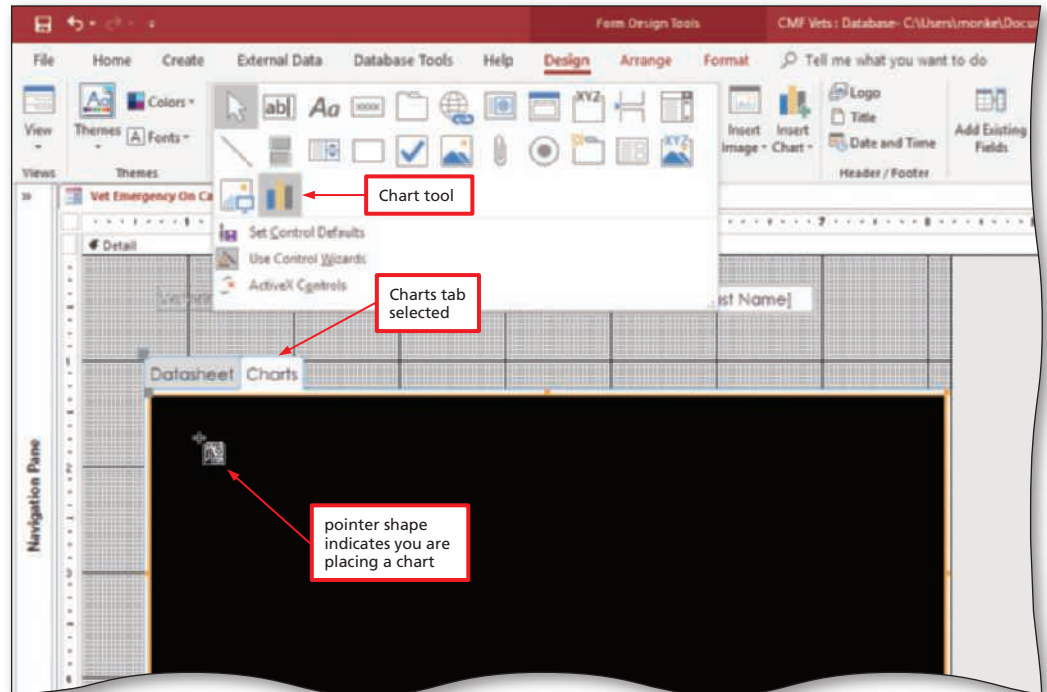 Form Design Tools
CMF Vets : Database- C:\Users\monke\Docu
File Home Create External Data Database Tools Help Design Arrange Format Tell me what you want to do
View
Views
Themes
Colors
Fonts
Themes
Insert Image
Insert Chart
Logo
Title
Date and Time
Header / Footer
Add Existing Fields
ab
Aa
xxxx
XYZ
XYZ
Chart tool
Set Control Defaults
Use Control Wizards
ActiveX Controls
Vet Emergency On Ca
Detail
Name]
Charts tab
selected
Datasheet Charts
Navigation Pane
pointer shape
indicates you are
placing a chart